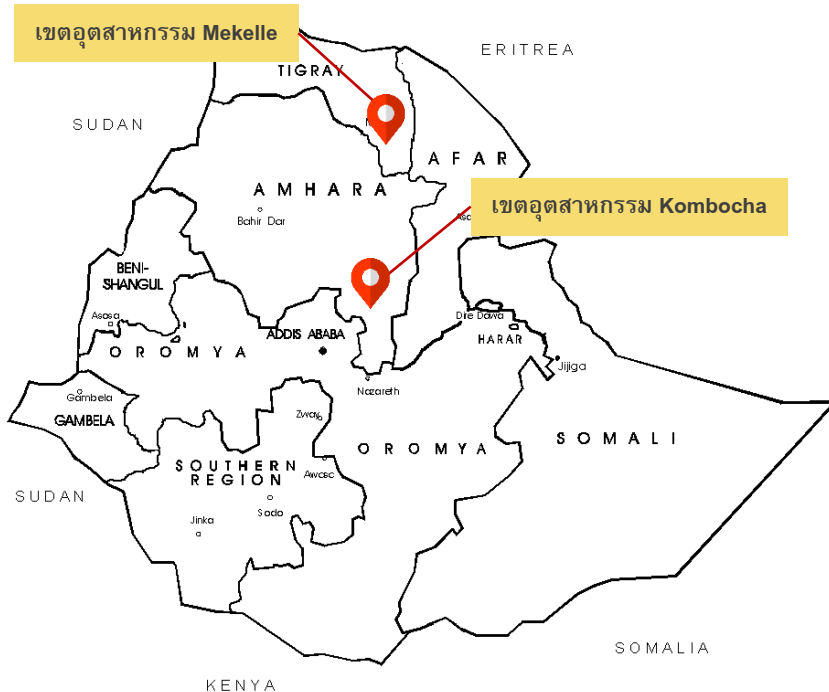 เขตอุตสาหกรรม Mekelle
ERITREA
TIGRAY
SUDAN
AFAR
AMHARA
เขตอุตสาหกรรม Kombocha
Bahir Dar
BENI-
SHANGUL
Asosa
Dire Dawa
ADDIS ABABA
HARAR
OROMYA
Jijiga
Nazareth
Gambela
GAMBELA
Zway
OROMYA
SOMALI
SOUTHERN
REGION
SUDAN
Sodo
Jinka
SOMALIA
KENYA